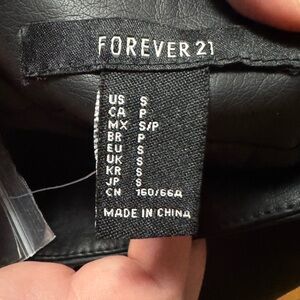 FOREVER 21
US S
CA P
MX S/P
BR P
EU S
UK S
KR S
JP S
CN 160/66A
MADE IN CHINA